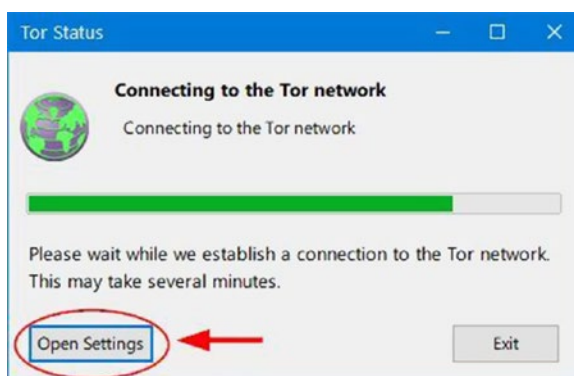 Tor Status
Connecting to the Tor network
Connecting to the Tor network
Please wait while we establish a connection to the Tor network.
This may take several minutes.
Open Settings
Exit